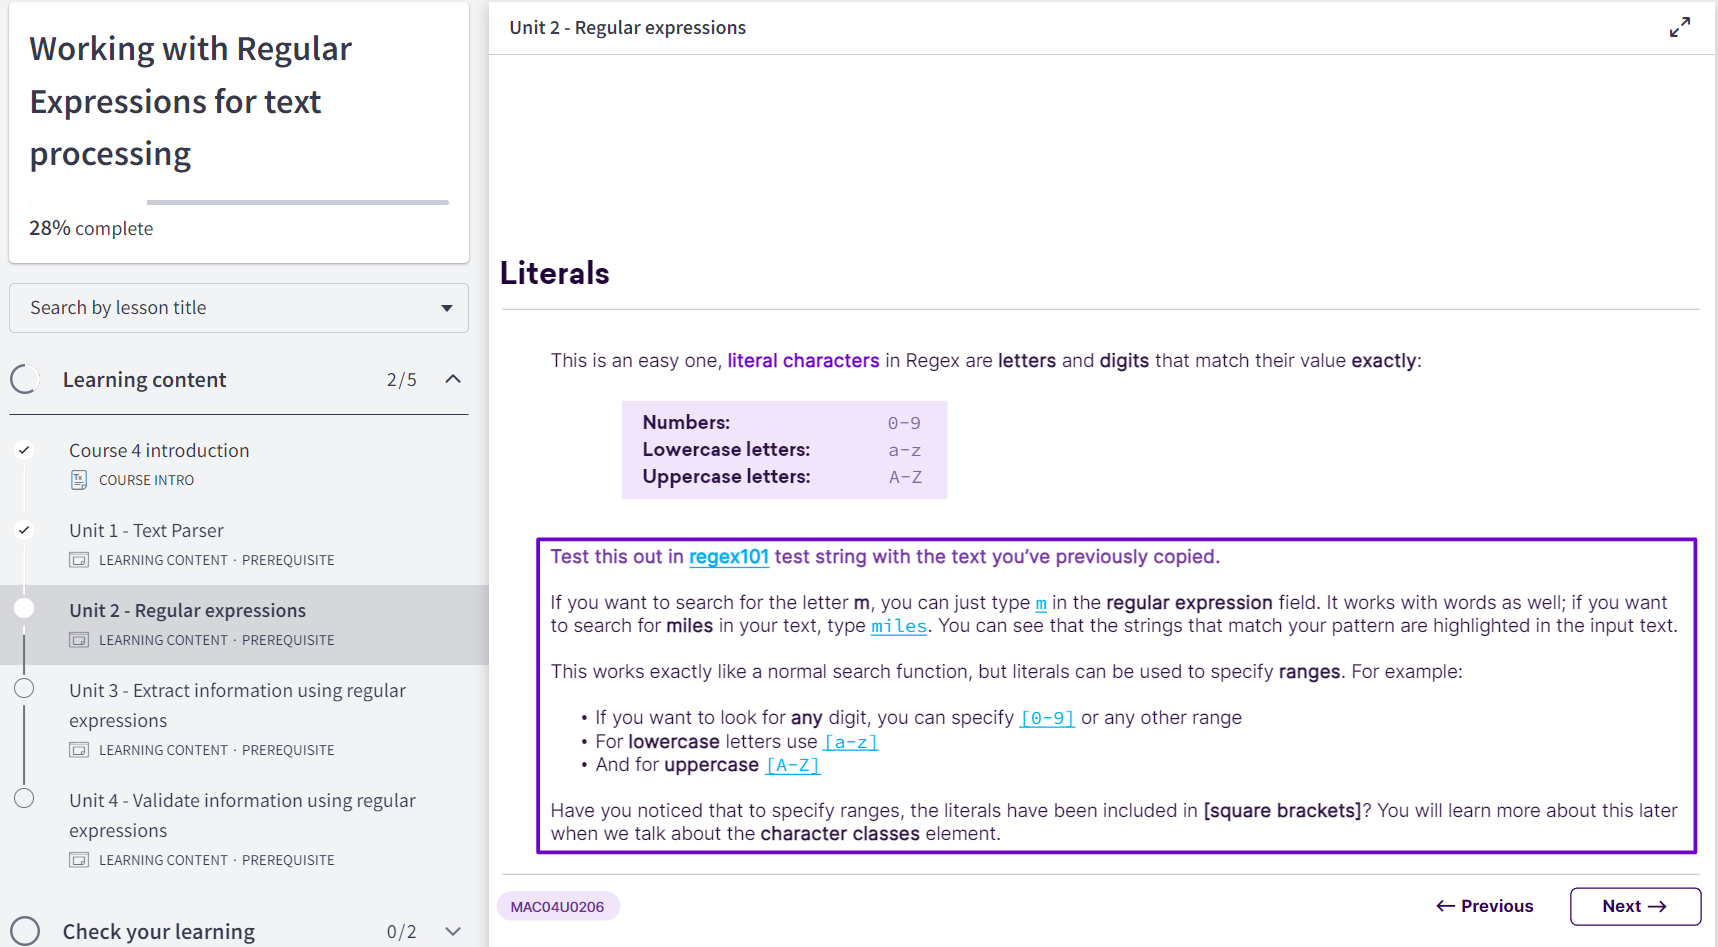 Working with Regular
Expressions for text
processing
28% complete
Search by lesson title
Learning content 2/5
Course 4 introduction
COURSE INTRO
Unit 1 - Text Parser
LEARNING CONTENT · PREREQUISITE
Unit 2 - Regular expressions
LEARNING CONTENT · PREREQUISITE
Unit 3 - Extract information using regular
expressions
LEARNING CONTENT · PREREQUISITE
Unit 4 - Validate information using regular
expressions
LEARNING CONTENT · PREREQUISITE
Check your learning 0/2
Unit 2 - Regular expressions
Literals
This is an easy one, literal characters in Regex are letters and digits that match their value exactly:
Numbers: 0-9
Lowercase letters: a-z
Uppercase letters: A-Z
Test this out in regex101 test string with the text you've previously copied.
If you want to search for the letter m, you can just type m in the regular expression field. It works with words as well; if you want
to search for miles in your text, type miles. You can see that the strings that match your pattern are highlighted in the input text.
This works exactly like a normal search function, but literals can be used to specify ranges. For example:
• If you want to look for any digit, you can specify [0-9] or any other range
• For lowercase letters use [a-z]
• And for uppercase [A-Z]
Have you noticed that to specify ranges, the literals have been included in [square brackets]? You will learn more about this later
when we talk about the character classes element.
MAC04U0206
← Previous
Next →